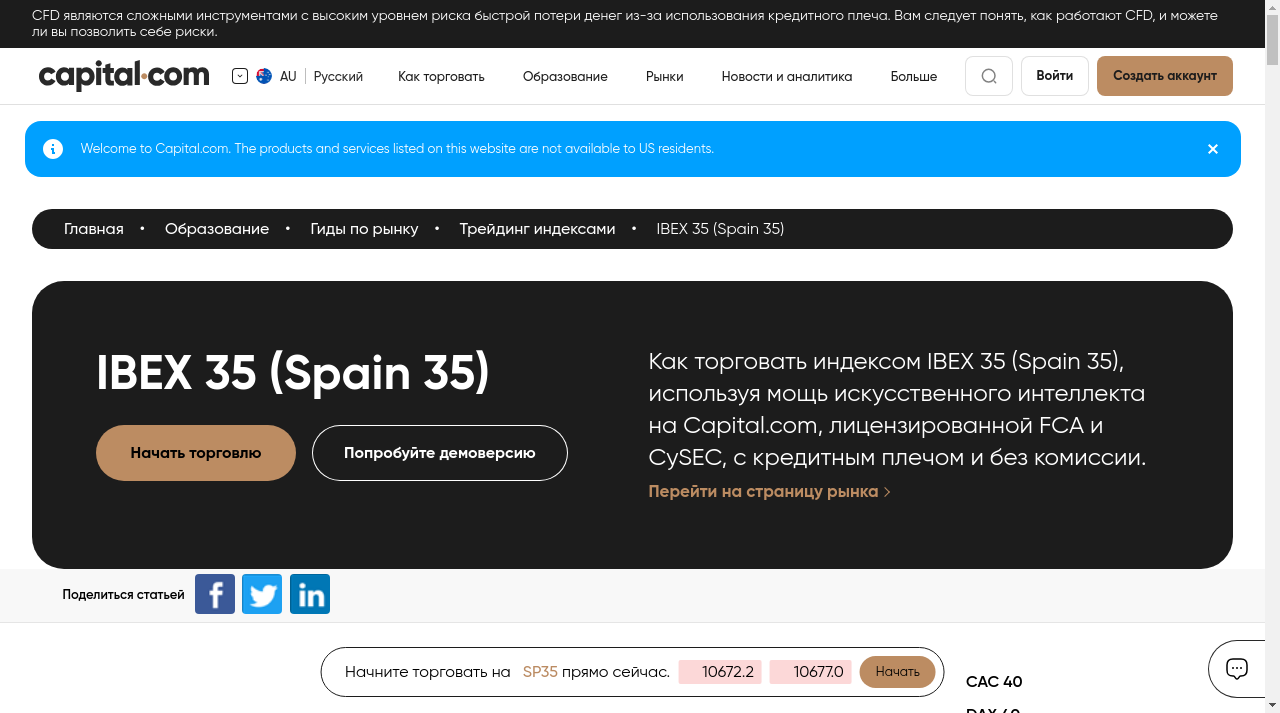 CFD являются сложными инструментами с высоким уровнем риска быстрой потери денег из-за использования кредитного плеча. Вам следует понять, как работают CFD, и можете
ли вы позволить себе риски.
capital.com AU Русский Как торговать Образование Рынки Новости и аналитика Больше Войти Создать аккаунт
Welcome to Capital.com. The products and services listed on this website are not available to US residents.
Главная • Образование • Гиды по рынку • Трейдинг индексами • IBEX 35 (Spain 35)
IBEX 35 (Spain 35)
Начать торговлю Попробуйте демоверсию
Как торговать индексом IBEX 35 (Spain 35),
используя мощь искусственного интеллекта
на Capital.com, лицензированной FCA и
CySEC, с кредитным плечом и без комиссии.
Перейти на страницу рынка
Поделиться статьей
Начните торговать на SP35 прямо сейчас. 10672.2 10677.0 Начать
CAC 40
DAX 40